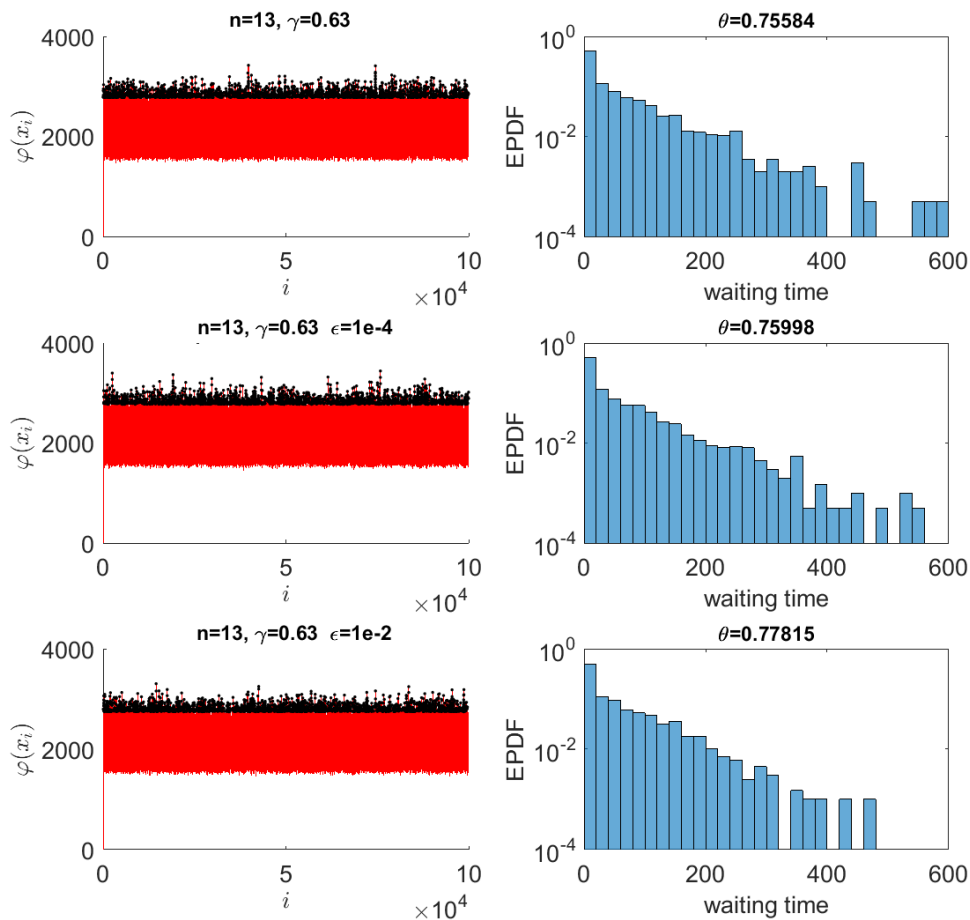 n=13, γ=0.63
4000
2000
0
φ(x_i)
0
5
10
i
×10^4
θ=0.75584
10^0
10^-2
10^-4
EPDF
0
200
400
600
waiting time
n=13, γ=0.63 ϵ=1e-4
4000
2000
0
φ(x_i)
0
5
10
i
×10^4
θ=0.75998
10^0
10^-2
10^-4
EPDF
0
200
400
600
waiting time
n=13, γ=0.63 ϵ=1e-2
4000
2000
0
φ(x_i)
0
5
10
i
×10^4
θ=0.77815
10^0
10^-2
10^-4
EPDF
0
200
400
600
waiting time